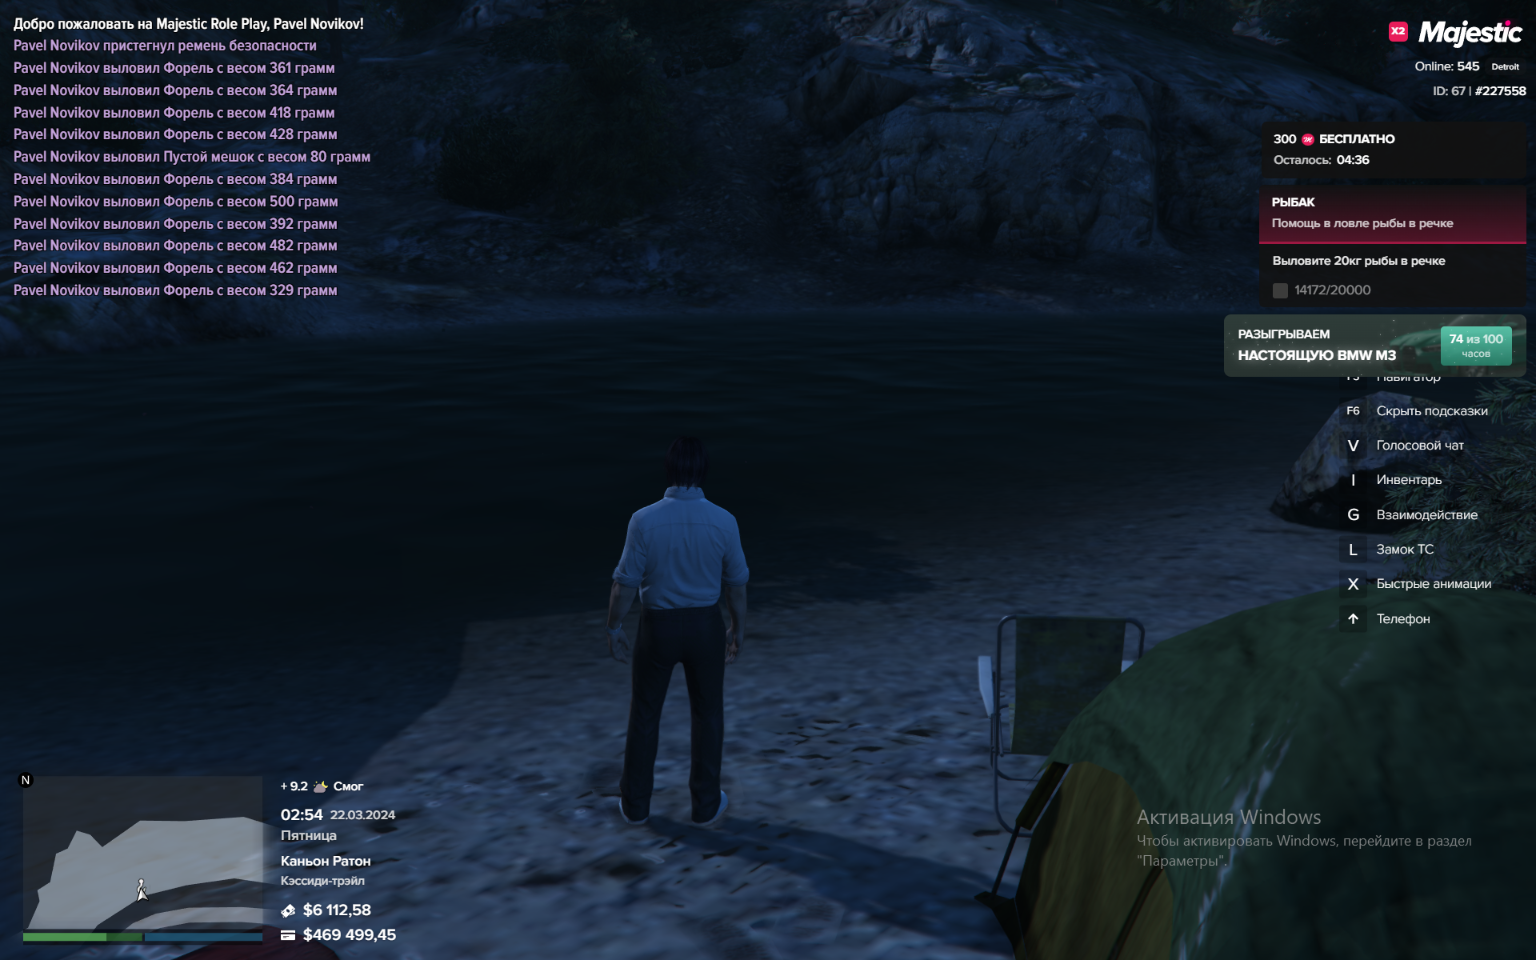 Добро пожаловать на Majestic Role Play, Pavel Novikov!
Pavel Novikov пристегнул ремень безопасности
Pavel Novikov выловил Форель с весом 361 грамм
Pavel Novikov выловил Форель с весом 364 грамм
Pavel Novikov выловил Форель с весом 418 грамм
Pavel Novikov выловил Форель с весом 428 грамм
Pavel Novikov выловил Пустой мешок с весом 80 грамм
Pavel Novikov выловил Форель с весом 384 грамм
Pavel Novikov выловил Форель с весом 500 грамм
Pavel Novikov выловил Форель с весом 392 грамм
Pavel Novikov выловил Форель с весом 482 грамм
Pavel Novikov выловил Форель с весом 462 грамм
Pavel Novikov выловил Форель с весом 329 грамм
X2 Majestic
Online: 545 Detroit
ID: 67 | #227558
300 БЕСПЛАТНО
Осталось: 04:36
РЫБАК
Помощь в ловле рыбы в речке
Выловите 20кг рыбы в речке
14172/20000
РАЗЫГРЫВАЕМ
НАСТОЯЩУЮ BMW M3
74 из 100
часов
Навигатор
F6 Скрыть подсказки
V Голосовой чат
I Инвентарь
G Взаимодействие
L Замок ТС
X Быстрые анимации
↑ Телефон
N
+ 9.2 Смог
02:54 22.03.2024
Пятница
Каньон Ратон
Кэссиди-трэйл
$6 112,58
$469 499,45
Активация Windows
Чтобы активировать Windows, перейдите в раздел
"Параметры".